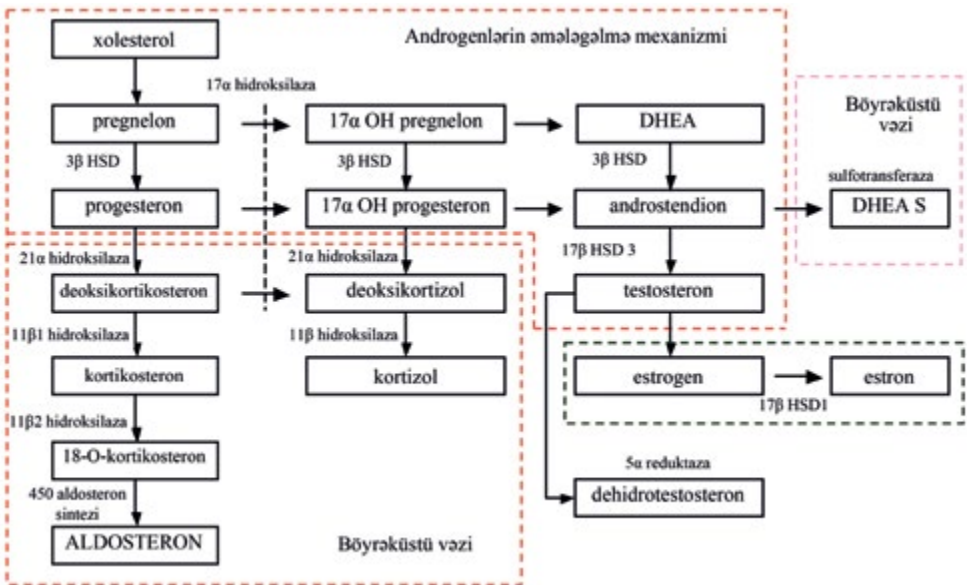 xolesterol
Androgenlərin əmələgəlmə mexanizmi
17α hidroksilaza
pregnelon
17α OH pregnelon
DHEA
Böyrəküstü
vəzi
3β HSD
3β HSD
3β HSD
sulfotransferaza
progesteron
17α OH progesteron
androstendion
DHEA S
21α hidroksilaza
21α hidroksilaza
17β HSD 3
deoksikortikosteron
deoksikortizol
testosteron
11β1 hidroksilaza
11β hidroksilaza
kortikosteron
kortizol
estrogen
estron
17β HSD1
11β2 hidroksilaza
18-O-kortikosteron
5α reduktaza
dehidrotestosteron
450 aldosteron
sintezi
ALDOSTERON
Böyrəküstü vəzi